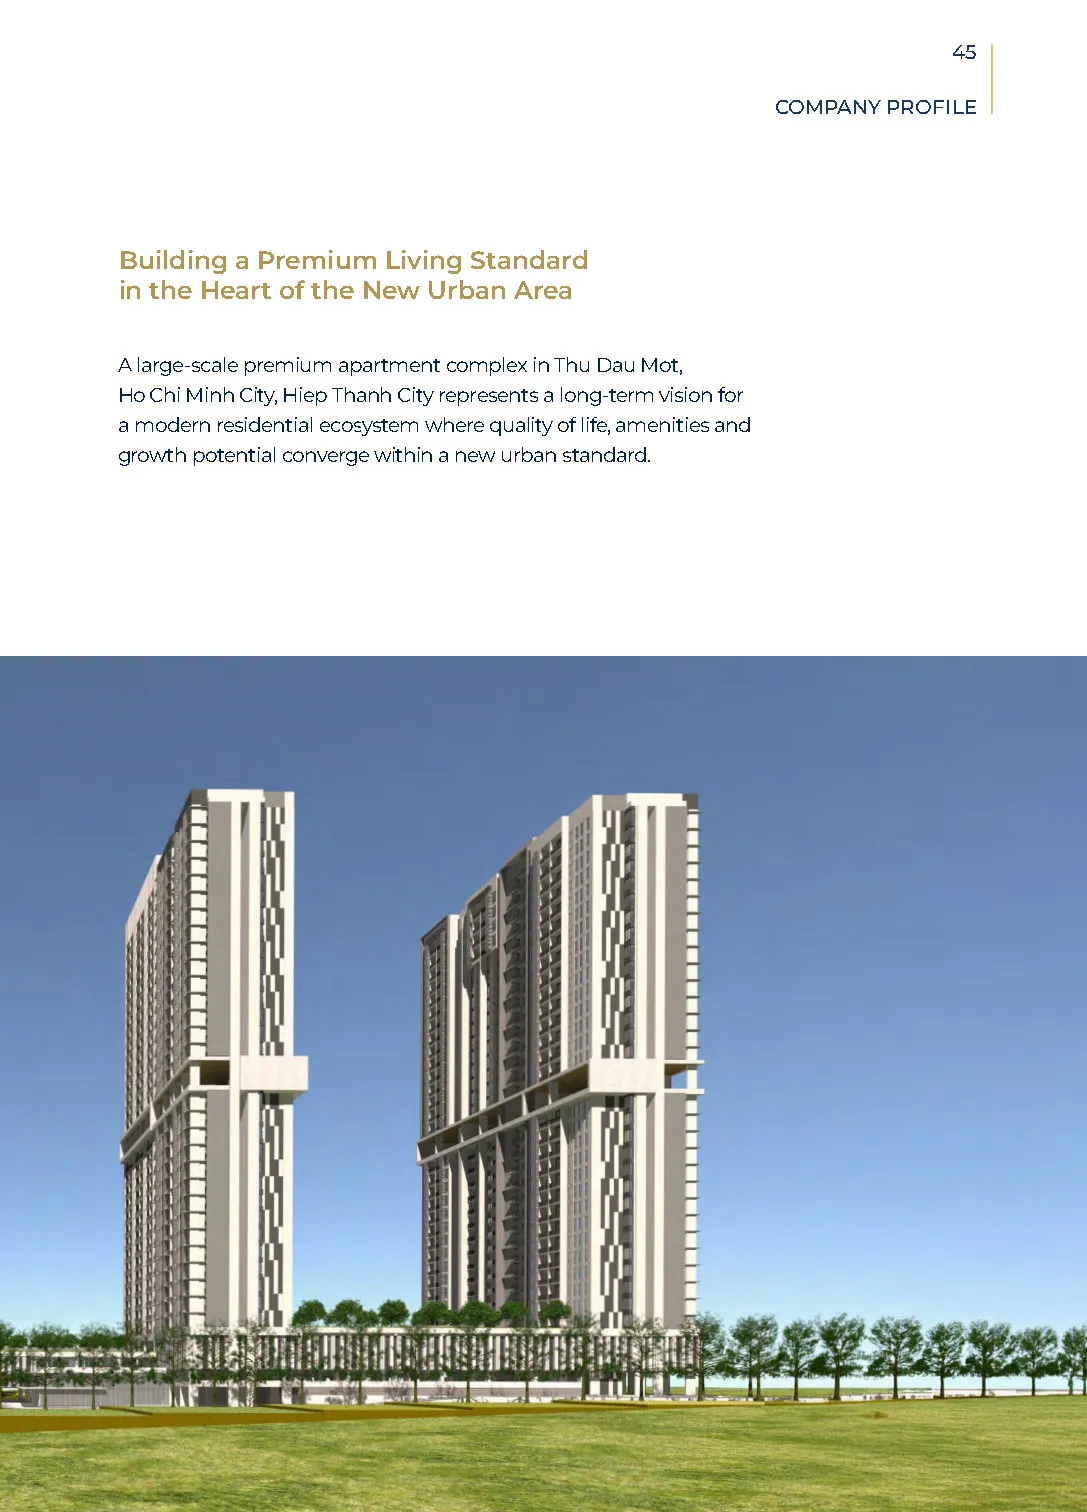 45
COMPANY PROFILE
Building a Premium Living Standard
in the Heart of the New Urban Area
A large-scale premium apartment complex in Thu Dau Mot,
Ho Chi Minh City, Hiep Thanh City represents a long-term vision for
a modern residential ecosystem where quality of life, amenities and
growth potential converge within a new urban standard.